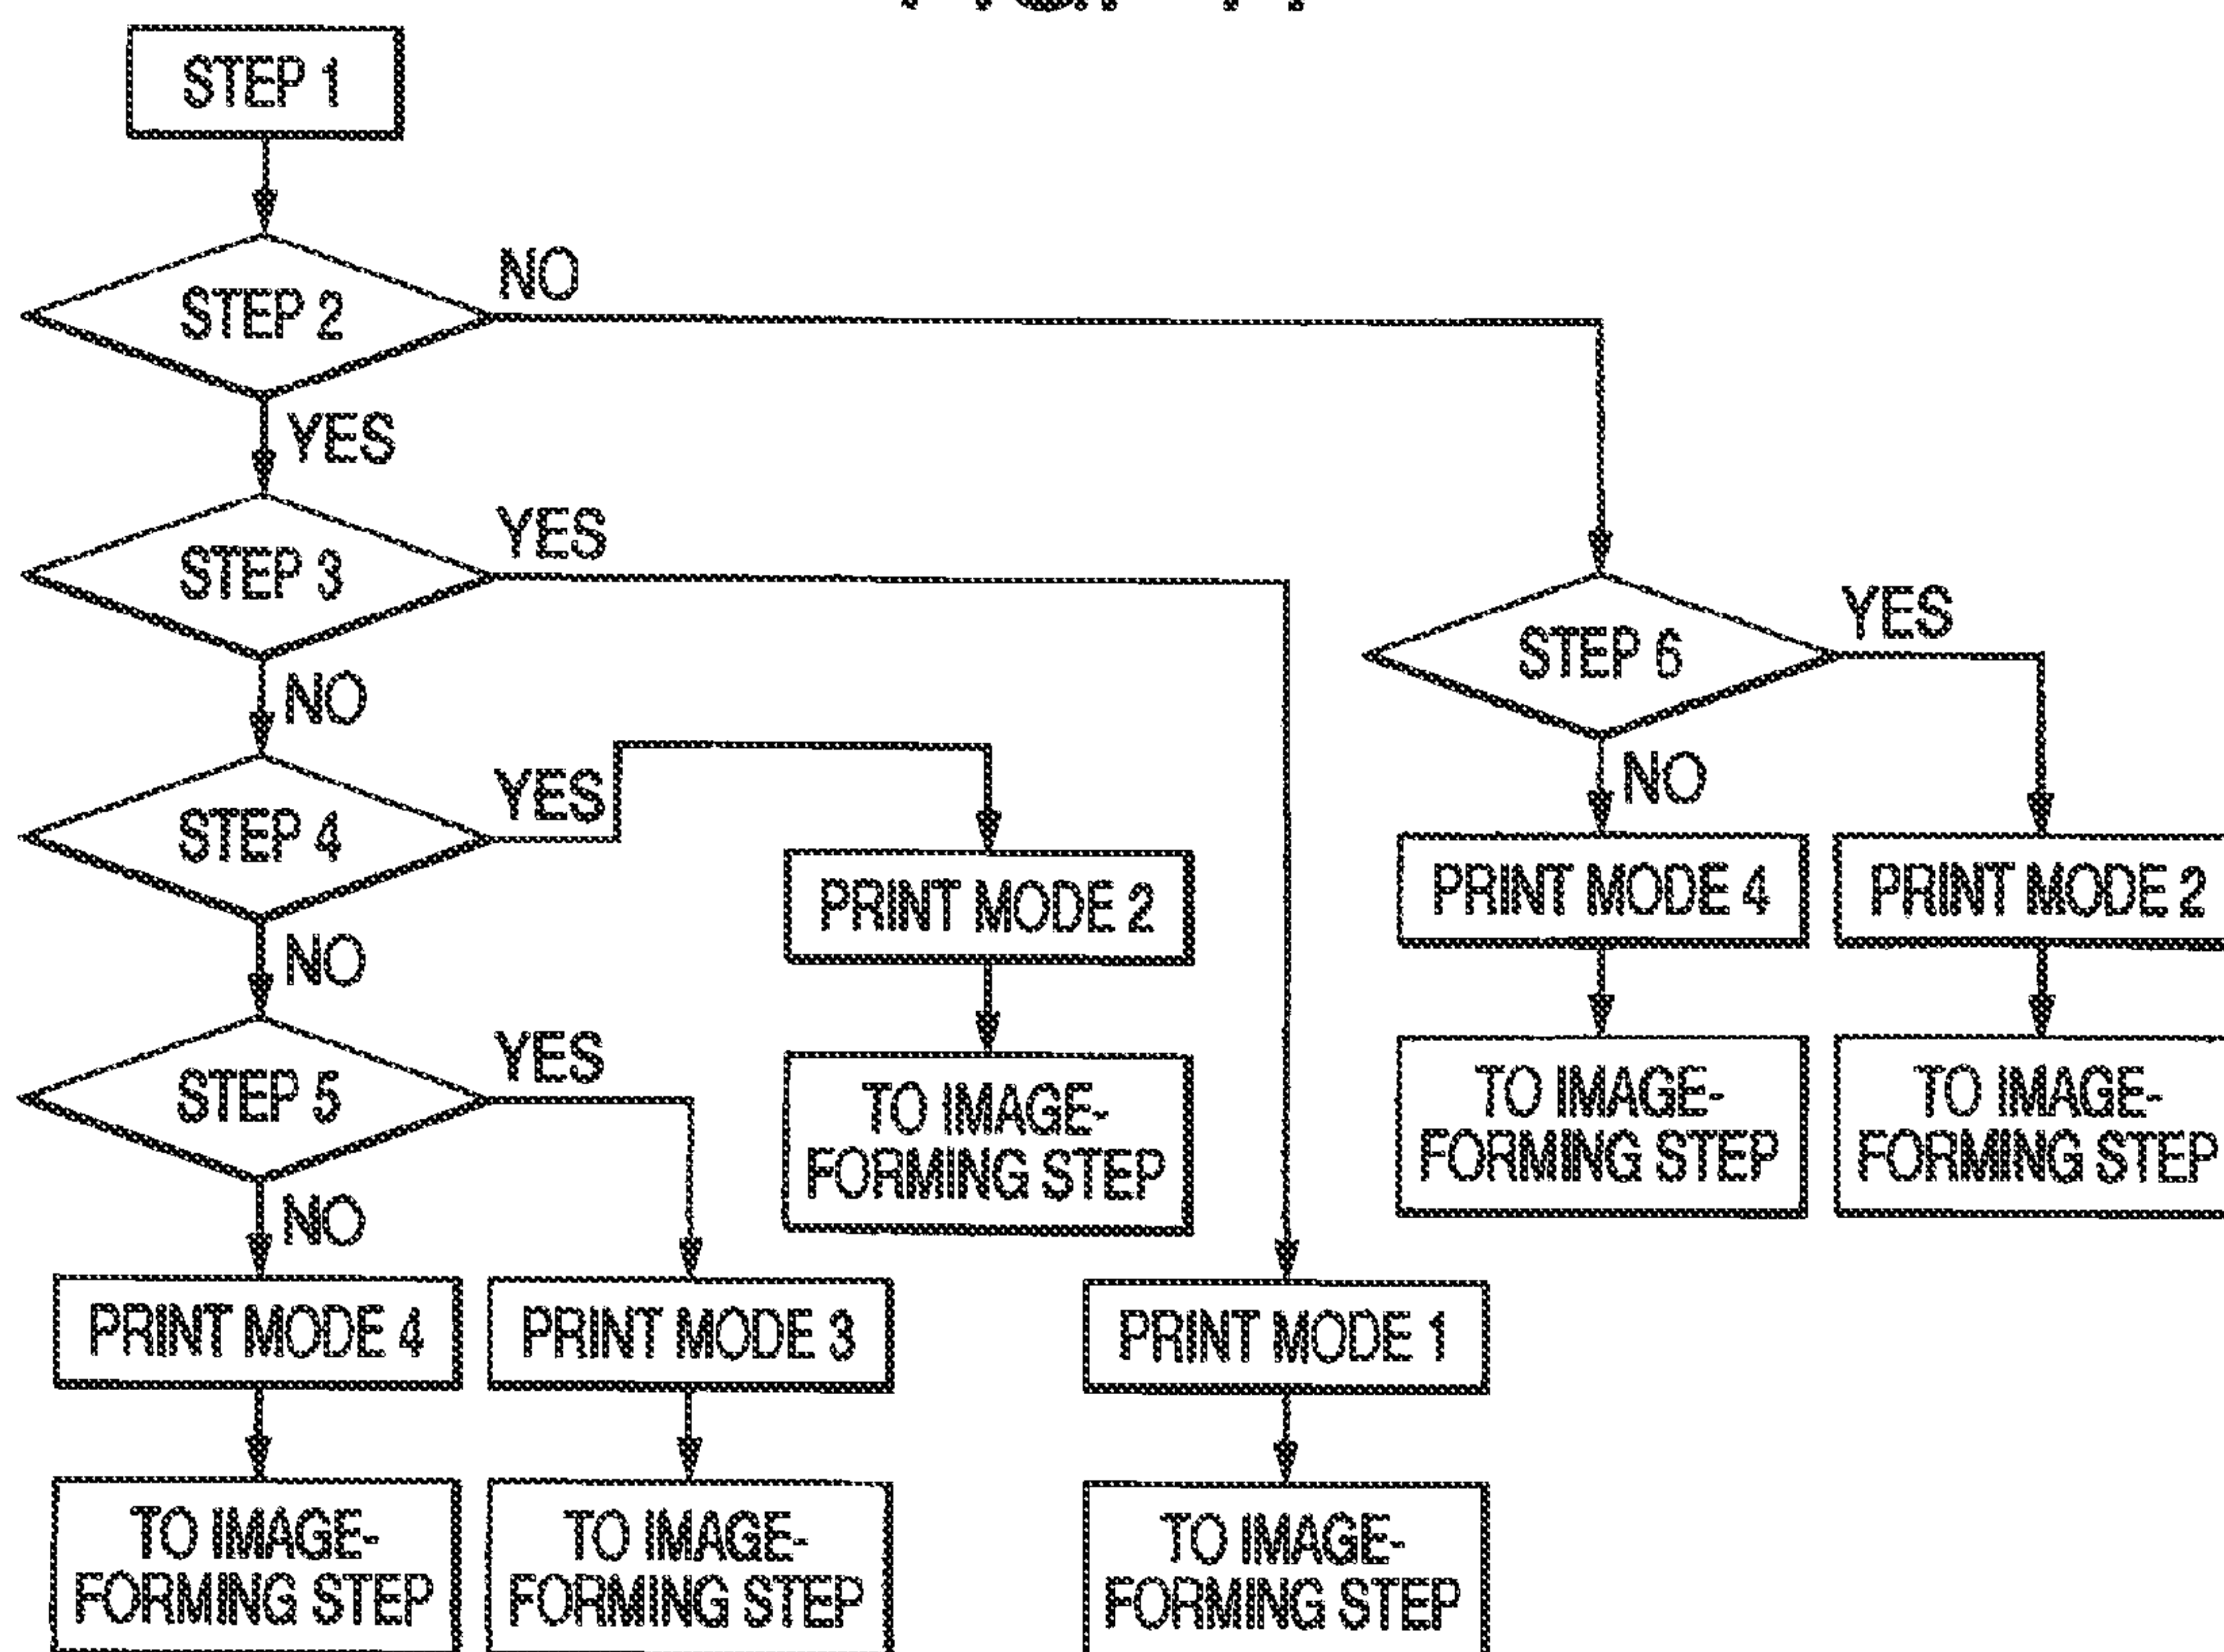 STEP 1
STEP 2
NO
YES
STEP 3
YES
NO
STEP 4
YES
NO
STEP 5
YES
NO
PRINT MODE 4
TO IMAGE-
FORMING STEP
PRINT MODE 3
TO IMAGE-
FORMING STEP
PRINT MODE 2
TO IMAGE-
FORMING STEP
PRINT MODE 1
TO IMAGE-
FORMING STEP
STEP 6
YES
NO
PRINT MODE 4
TO IMAGE-
FORMING STEP
PRINT MODE 2
TO IMAGE-
FORMING STEP